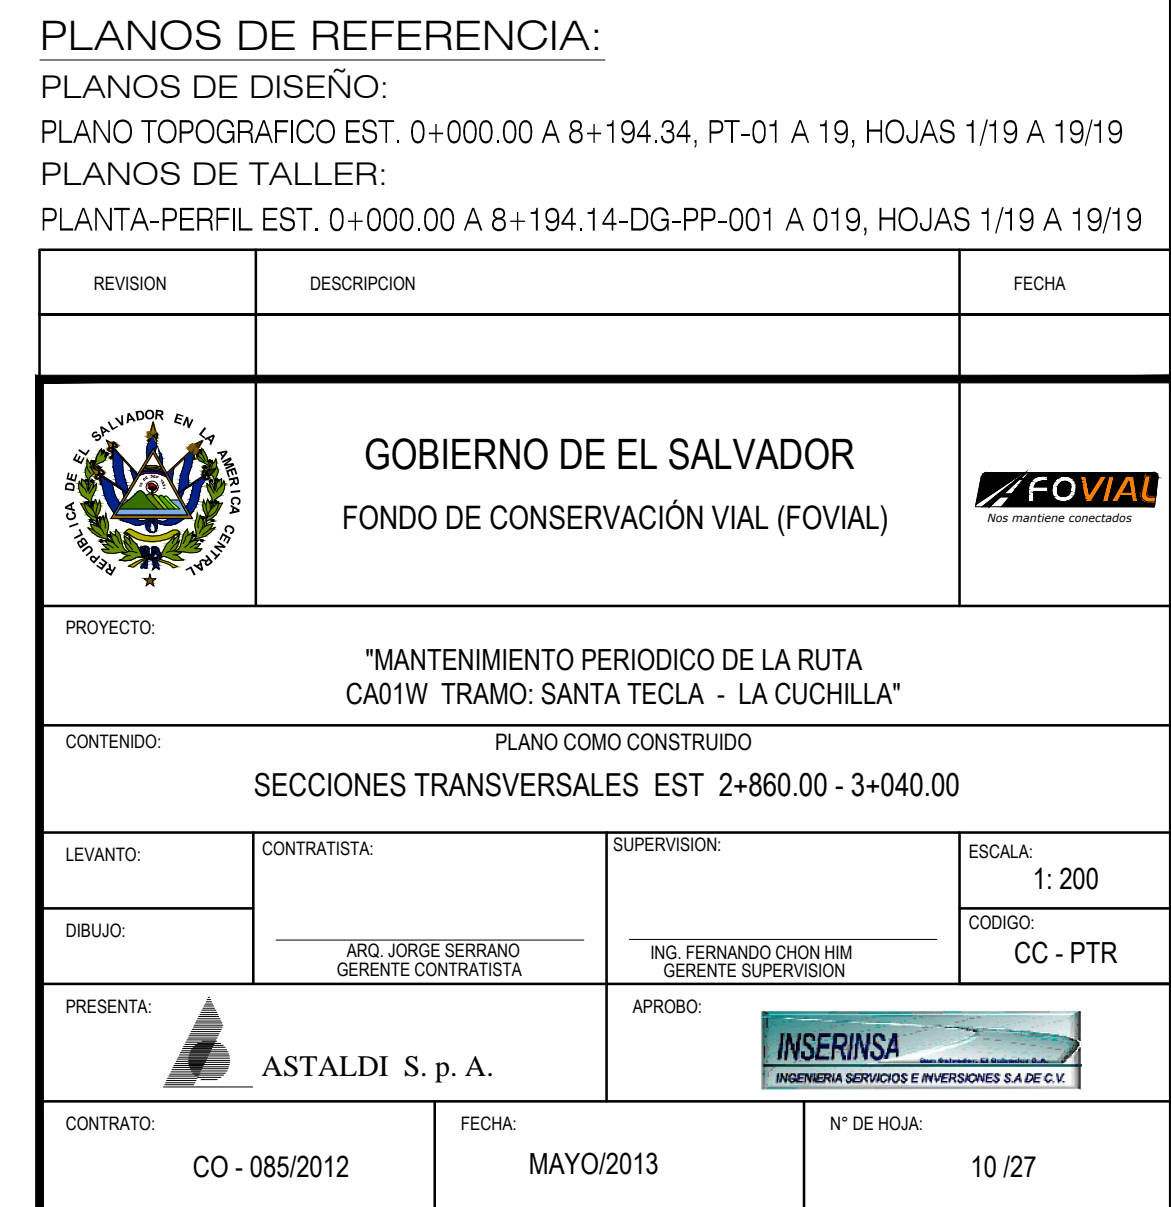 PLANOS DE REFERENCIA:
PLANOS DE DISEÑO:
PLANO TOPOGRAFICO EST. 0+000.00 A 8+194.34, PT-01 A 19, HOJAS 1/19 A 19/19
PLANOS DE TALLER:
PLANTA-PERFIL EST. 0+000.00 A 8+194.14-DG-PP-001 A 019, HOJAS 1/19 A 19/19
REVISION DESCRIPCION FECHA
REPUBLICA DE EL SALVADOR EN LA AMERICA CENTRAL
GOBIERNO DE EL SALVADOR
FONDO DE CONSERVACIÓN VIAL (FOVIAL)
FOVIAL
Nos mantiene conectados
PROYECTO:
"MANTENIMIENTO PERIODICO DE LA RUTA
CA01W TRAMO: SANTA TECLA - LA CUCHILLA"
CONTENIDO:
PLANO COMO CONSTRUIDO
SECCIONES TRANSVERSALES EST 2+860.00 - 3+040.00
LEVANTO:
DIBUJO:
CONTRATISTA:
ARQ. JORGE SERRANO
GERENTE CONTRATISTA
SUPERVISION:
ING. FERNANDO CHON HIM
GERENTE SUPERVISION
ESCALA:
1: 200
CODIGO:
CC - PTR
PRESENTA:
ASTALDI S. p. A.
APROBO:
INSERINSA
INGENIERIA SERVICIOS E INVERSIONES S.A DE C.V.
CONTRATO:
CO - 085/2012
FECHA:
MAYO/2013
N° DE HOJA:
10 /27